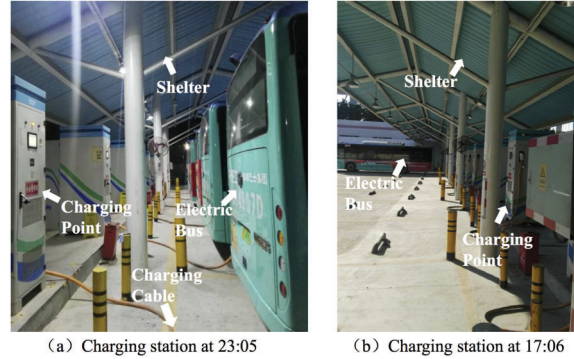 Shelter
Charging
Point
Electric
Bus
Charging
Cable
Shelter
Electric
Bus
Charging
Point
(a) Charging station at 23:05
(b) Charging station at 17:06